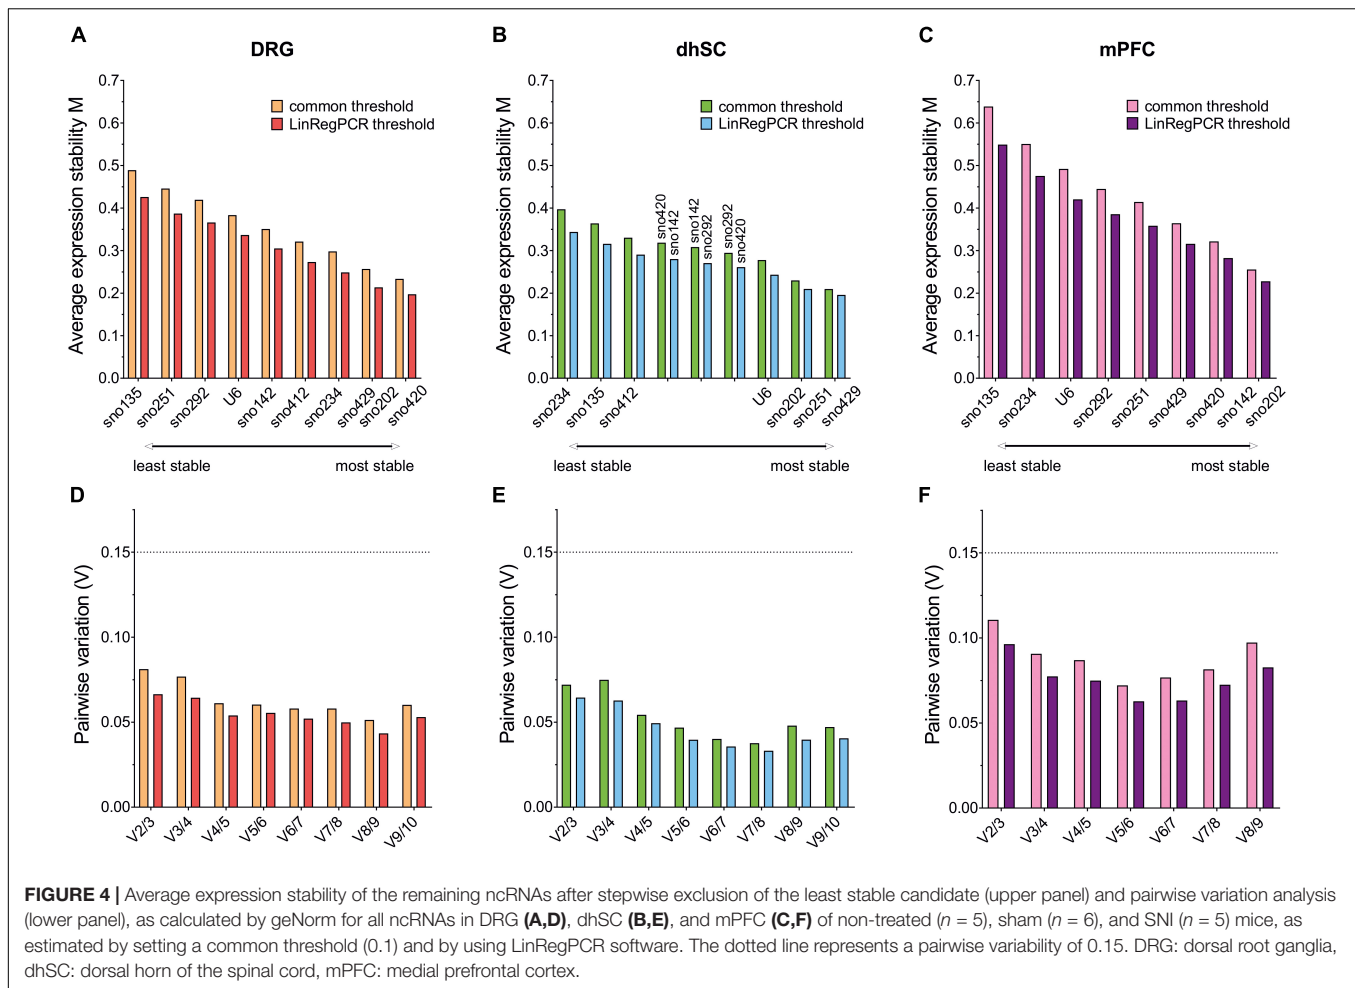 A
DRG
Average expression stability M
0.7
0.6
0.5
0.4
0.3
0.2
0.1
0.0
common threshold
LinRegPCR threshold
sno135
sno251
sno292
U6
sno142
sno412
sno234
sno429
sno202
sno420
least stable
most stable
B
dhSC
Average expression stability M
0.7
0.6
0.5
0.4
0.3
0.2
0.1
0.0
common threshold
LinRegPCR threshold
sno420
sno142
sno142
sno292
sno292
sno420
sno234
sno135
sno412
U6
sno202
sno251
sno429
least stable
most stable
C
mPFC
Average expression stability M
0.7
0.6
0.5
0.4
0.3
0.2
0.1
0.0
common threshold
LinRegPCR threshold
sno135
sno234
U6
sno292
sno251
sno429
sno420
sno142
sno202
least stable
most stable
D
Pairwise variation (V)
0.15
0.10
0.05
0.00
V2/3
V3/4
V4/5
V5/6
V6/7
V7/8
V8/9
V9/10
E
Pairwise variation (V)
0.15
0.10
0.05
0.00
V2/3
V3/4
V4/5
V5/6
V6/7
V7/8
V8/9
V9/10
F
Pairwise variation (V)
0.15
0.10
0.05
0.00
V2/3
V3/4
V4/5
V5/6
V6/7
V7/8
V8/9
FIGURE 4 | Average expression stability of the remaining ncRNAs after stepwise exclusion of the least stable candidate (upper panel) and pairwise variation analysis
(lower panel), as calculated by geNorm for all ncRNAs in DRG (A,D), dhSC (B,E), and mPFC (C,F) of non-treated (n = 5), sham (n = 6), and SNI (n = 5) mice, as
estimated by setting a common threshold (0.1) and by using LinRegPCR software. The dotted line represents a pairwise variability of 0.15. DRG: dorsal root ganglia,
dhSC: dorsal horn of the spinal cord, mPFC: medial prefrontal cortex.